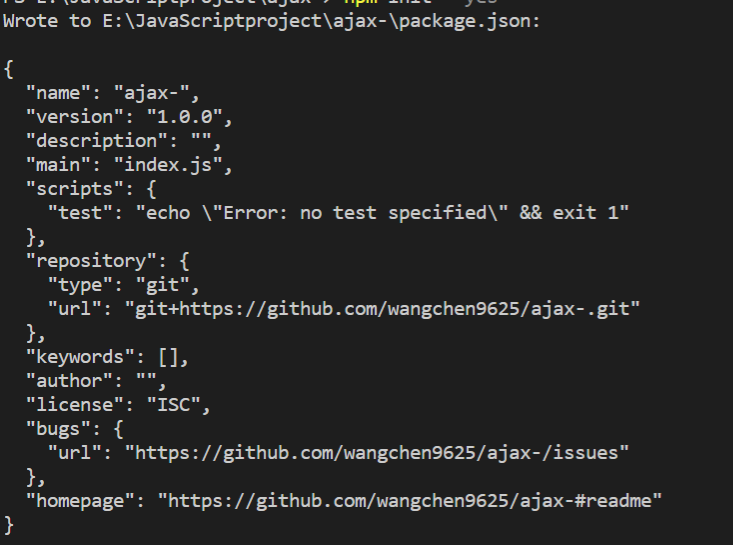 Wrote to E:\JavaScriptproject\ajax-\package.json:
{
"name": "ajax-",
"version": "1.0.0",
"description": "",
"main": "index.js",
"scripts": {
"test": "echo \"Error: no test specified\" && exit 1"
},
"repository": {
"type": "git",
"url": "git+https://github.com/wangchen9625/ajax-.git"
},
"keywords": [],
"author": "",
"license": "ISC",
"bugs": {
"url": "https://github.com/wangchen9625/ajax-/issues"
},
"homepage": "https://github.com/wangchen9625/ajax-#readme"
}